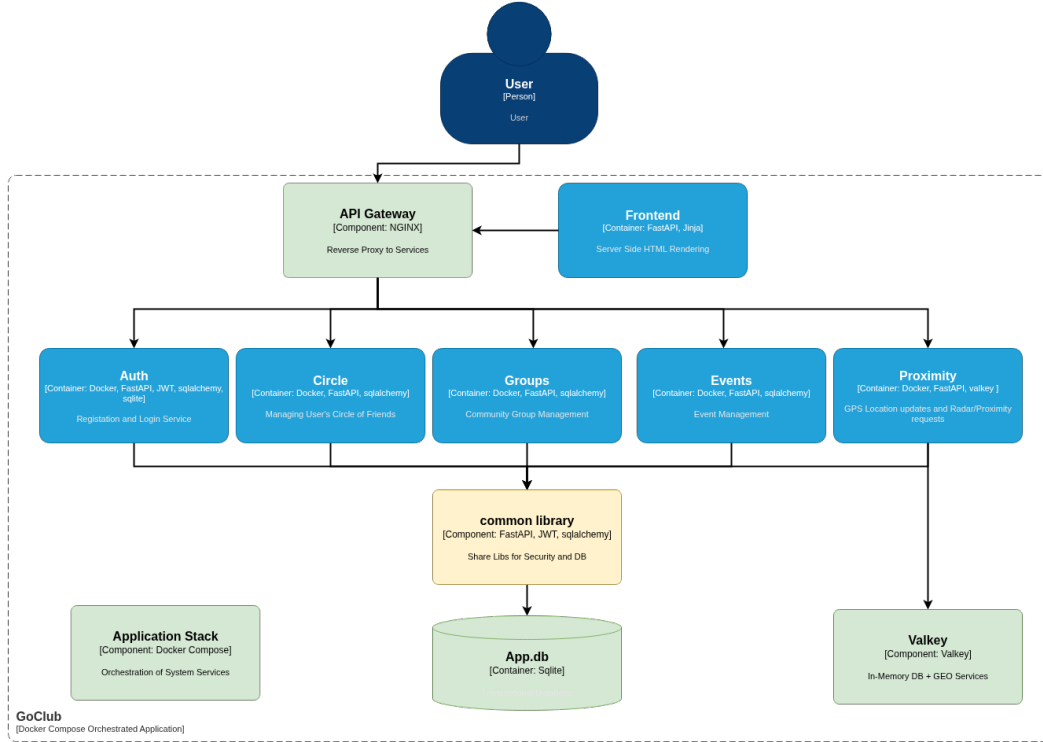 User
[Person]
User
API Gateway
[Component: NGINX]
Reverse Proxy to Services
Frontend
[Container: FastAPI, Jinja]
Server Side HTML Rendering
Auth
[Container: Docker, FastAPI, JWT, sqlalchemy,
sqlite]
Registation and Login Service
Circle
[Container: Docker, FastAPI, sqlalchemy]
Managing User's Circle of Friends
Groups
[Container: Docker, FastAPI, sqlalchemy]
Community Group Management
Events
[Container: Docker, FastAPI, sqlalchemy]
Event Management
Proximity
[Container: Docker, FastAPI, valkey ]
GPS Location updates and Radar/Proximity
requests
common library
[Component: FastAPI, JWT, sqlalchemy]
Share Libs for Security and DB
Application Stack
[Component: Docker Compose]
Orchestration of System Services
App.db
[Container: Sqlite]
Valkey
[Component: Valkey]
In-Memory DB + GEO Services
GoClub
[Docker Compose Orchestrated Application]